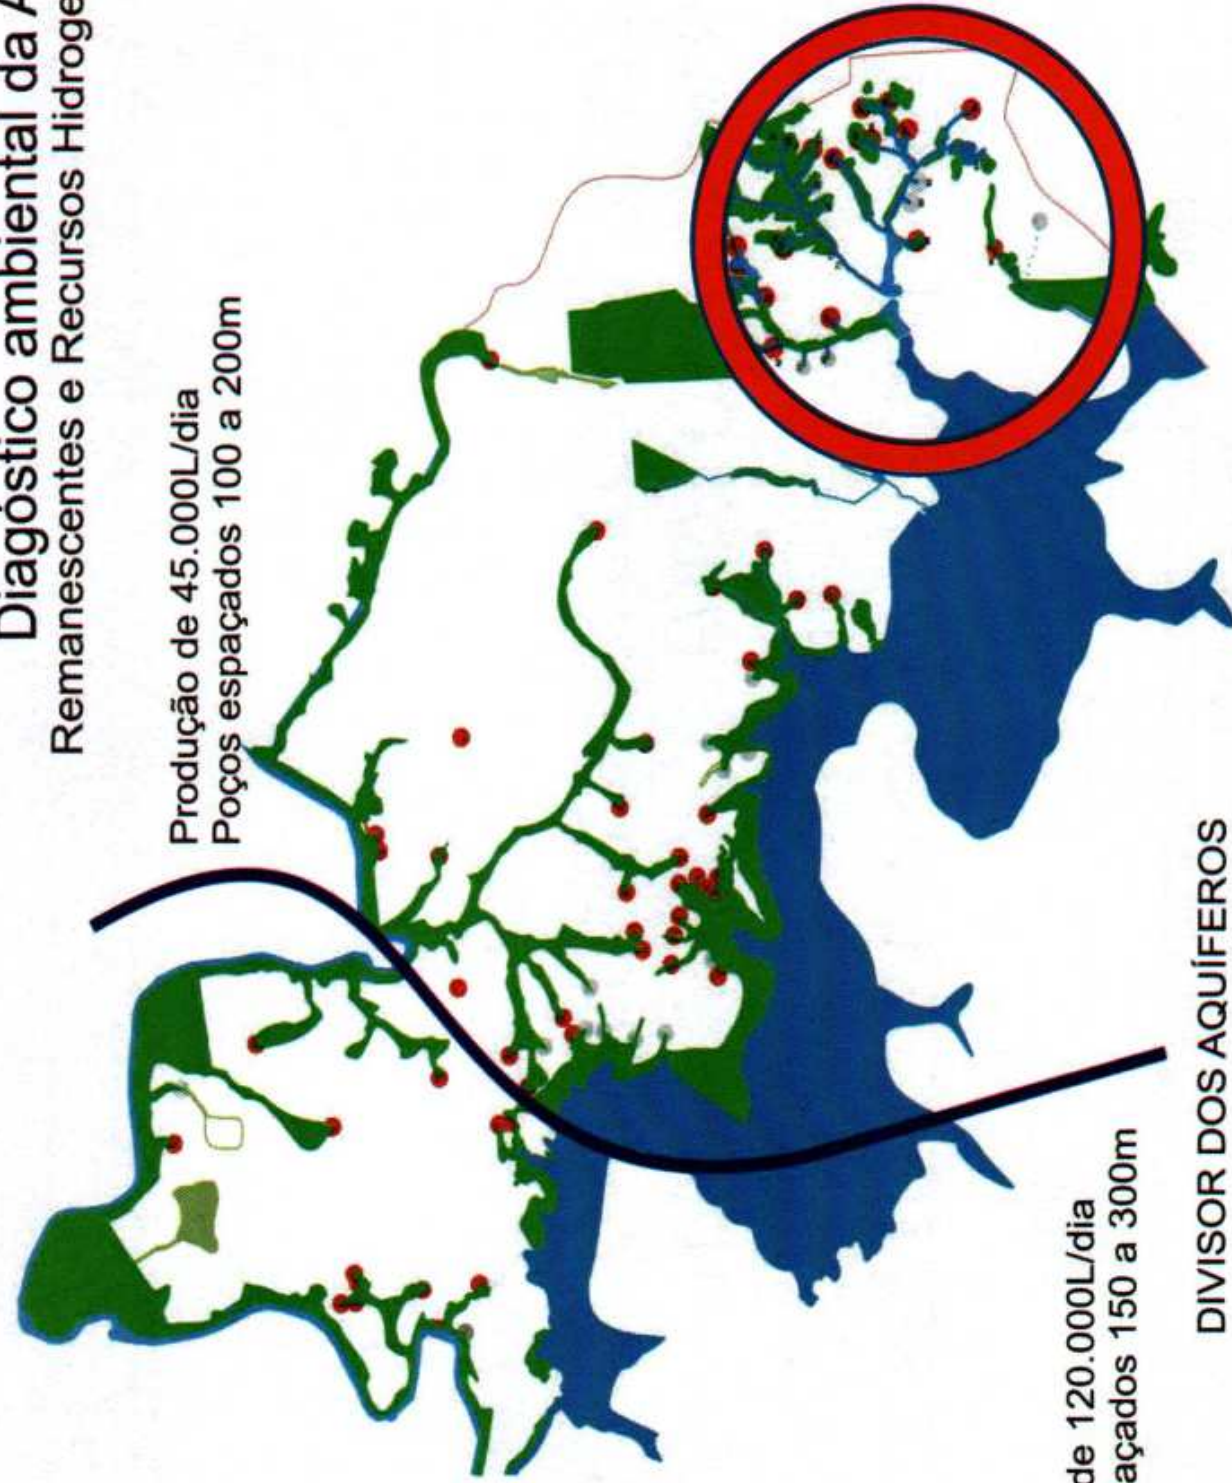 Diagóstico ambiental da A
Remanescentes e Recursos Hidroge
Produção de 45.000L/dia
Poços espaçados 100 a 200m
de 120.000L/dia
açados 150 a 300m
DIVISOR DOS AQUÍFEROS